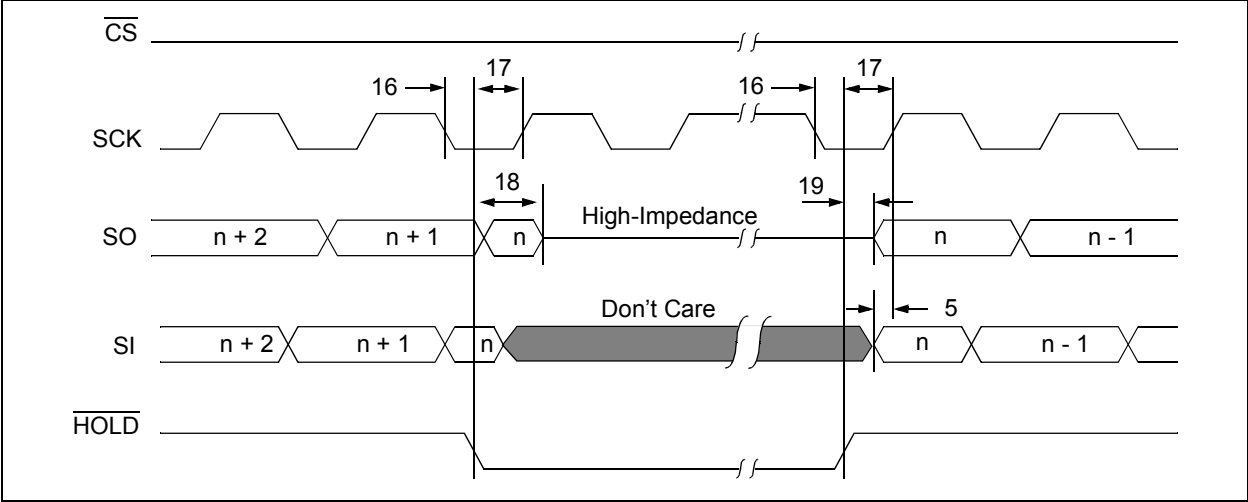 CS
16 17 16 17
SCK
18 19
SO n + 2 n + 1 n High-Impedance n n - 1
Don't Care 5
SI n + 2 n + 1 n n n - 1
HOLD